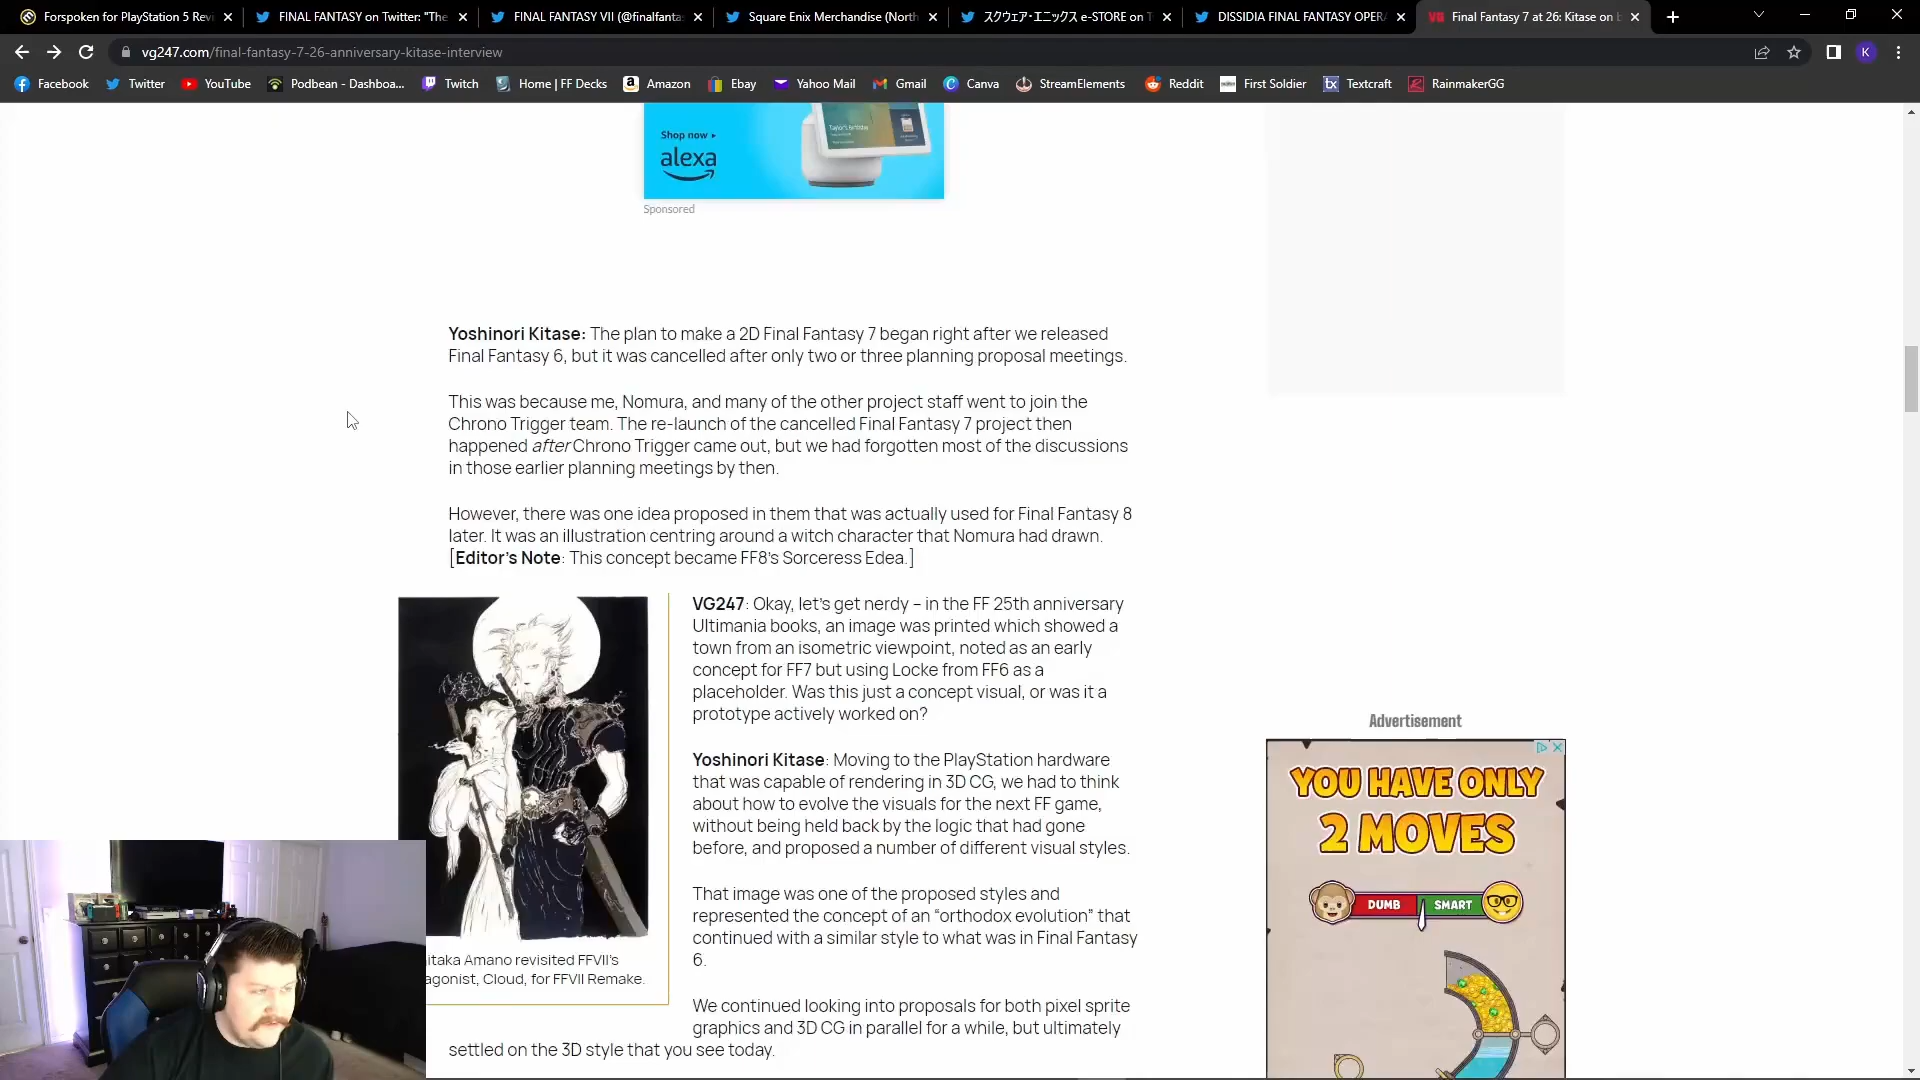 Forspoken for PlayStation 5 Revi
FINAL FANTASY on Twitter: "The
FINAL FANTASY VII (@finalfantas
Square Enix Merchandise (North
スクウェア・エニックス e-STORE on T
DISSIDIA FINAL FANTASY OPERA
VG Final Fantasy 7 at 26: Kitase on b
vg247.com/final-fantasy-7-26-anniversary-kitase-interview
K
Facebook
Twitter
YouTube
Podbean - Dashboa...
Twitch
Home | FF Decks
Amazon
Ebay
Yahoo Mail
Gmail
Canva
StreamElements
Reddit
First Soldier
tx Textcraft
RainmakerGG
Shop now
alexa
Sponsored
Yoshinori Kitase: The plan to make a 2D Final Fantasy 7 began right after we released
Final Fantasy 6, but it was cancelled after only two or three planning proposal meetings.
This was because me, Nomura, and many of the other project staff went to join the
Chrono Trigger team. The re-launch of the cancelled Final Fantasy 7 project then
happened after Chrono Trigger came out, but we had forgotten most of the discussions
in those earlier planning meetings by then.
However, there was one idea proposed in them that was actually used for Final Fantasy 8
later. It was an illustration centring around a witch character that Nomura had drawn.
[Editor's Note: This concept became FF8's Sorceress Edea.]
VG247: Okay, let's get nerdy – in the FF 25th anniversary
Ultimania books, an image was printed which showed a
town from an isometric viewpoint, noted as an early
concept for FF7 but using Locke from FF6 as a
placeholder. Was this just a concept visual, or was it a
prototype actively worked on?
Yoshinori Kitase: Moving to the PlayStation hardware
that was capable of rendering in 3D CG, we had to think
about how to evolve the visuals for the next FF game,
without being held back by the logic that had gone
before, and proposed a number of different visual styles.
That image was one of the proposed styles and
represented the concept of an “orthodox evolution” that
continued with a similar style to what was in Final Fantasy
6.
We continued looking into proposals for both pixel sprite
graphics and 3D CG in parallel for a while, but ultimately
settled on the 3D style that you see today.
itaka Amano revisited FFVII's
agonist, Cloud, for FFVII Remake.
Advertisement
YOU HAVE ONLY
2 MOVES
DUMB SMART